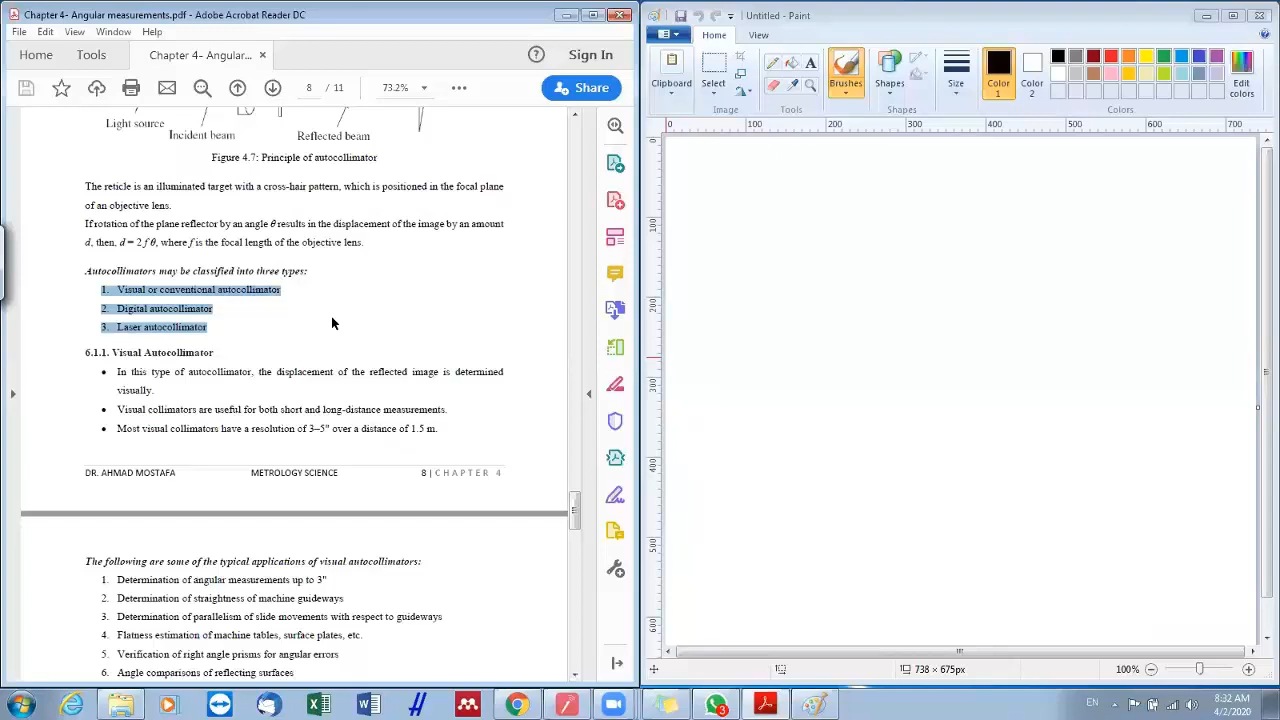 Chapter 4- Angular measurements.pdf - Adobe Acrobat Reader DC
File Edit View Window Help
Home Tools Chapter 4- Angular... × Sign In
/ 11 73.2% Share
Light source
Incident beam
Reflected beam
Figure 4.7: Principle of autocollimator
The reticle is an illuminated target with a cross-hair pattern, which is positioned in the focal plane
of an objective lens.
If rotation of the plane reflector by an angle θ results in the displacement of the image by an amount
d, then, d = 2 f θ, where f is the focal length of the objective lens.
Autocollimators may be classified into three types:
1. Visual or conventional autocollimator
2. Digital autocollimator
3. Laser autocollimator
6.1.1. Visual Autocollimator
• In this type of autocollimator, the displacement of the reflected image is determined
visually.
• Visual collimators are useful for both short and long-distance measurements.
• Most visual collimators have a resolution of 3–5" over a distance of 1.5 m.
DR. AHMAD MOSTAFA METROLOGY SCIENCE 8 | CHAPTER 4
The following are some of the typical applications of visual autocollimators:
1. Determination of angular measurements up to 3"
2. Determination of straightness of machine guideways
3. Determination of parallelism of slide movements with respect to guideways
4. Flatness estimation of machine tables, surface plates, etc.
5. Verification of right angle prisms for angular errors
6. Angle comparisons of reflecting surfaces
Untitled - Paint
Home View
Clipboard Select Brushes Shapes Size Color 1 Color 2 Edit colors
Image Tools Shapes Colors
0 100 200 300 400 500 600 700
0
100
200
300
400
500
600
738 × 675px 100%
EN 8:32 AM
4/2/2020
3